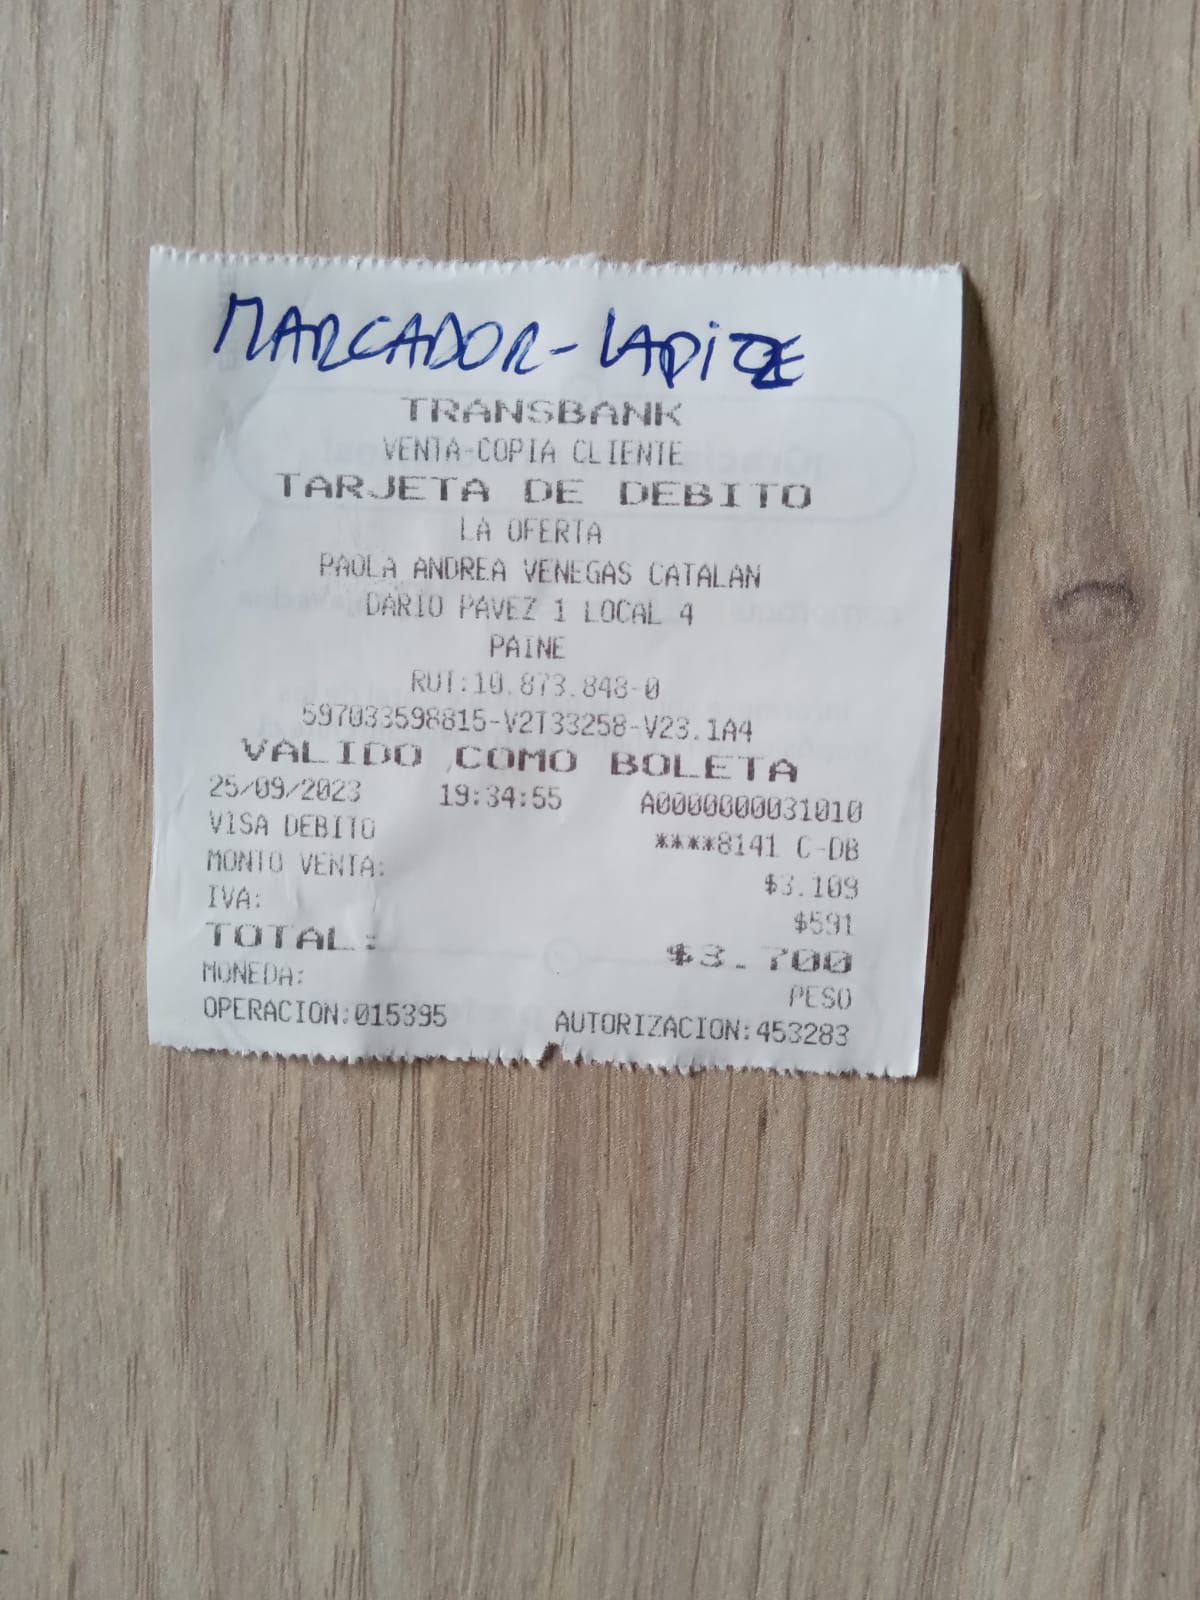 MARCADOR-LAPIZ
TRANSBANK
VENTA-COPIA CLIENTE
TARJETA DE DEBITO
LA OFERTA
PAOLA ANDREA VENEGAS CATALAN
DARIO PAVEZ 1 LOCAL 4
PAINE
RUT:10.873.848-0
597033598815-V2T33258-V23.1A4
VALIDO COMO BOLETA
25/09/2023 19:34:55 A0000000031010
VISA DEBITO ****8141 C-DB
MONTO VENTA: $3.109
IVA: $591
TOTAL: $3.700
MONEDA: PESO
OPERACION:015395 AUTORIZACION:453283